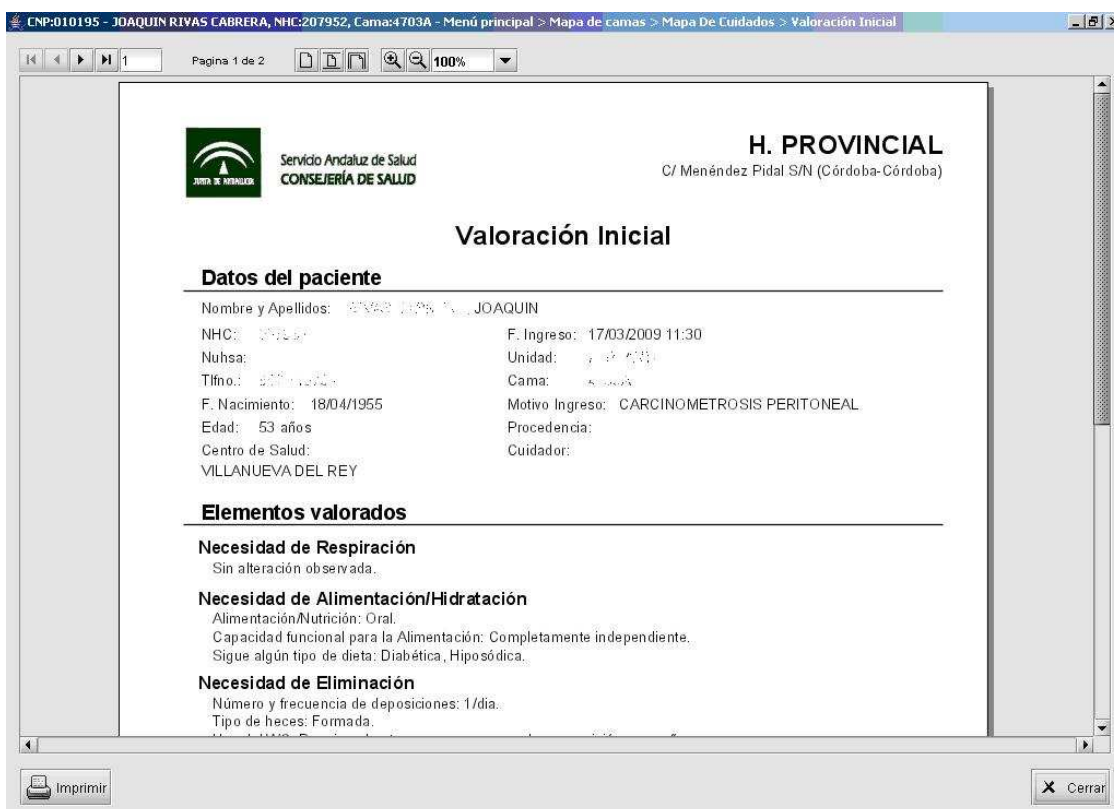 CNP:010195 - JOAQUIN RIVAS CABRERA, NHC:207952, Cama:4703A - Menú principal > Mapa de camas > Mapa De Cuidados > Valoración Inicial
1 Pagina 1 de 2 100%
JUNTA DE ANDALUCIA
Servicio Andaluz de Salud
CONSEJERÍA DE SALUD
H. PROVINCIAL
C/ Menéndez Pidal S/N (Córdoba-Córdoba)
Valoración Inicial
Datos del paciente
Nombre y Apellidos: , JOAQUIN
NHC: F. Ingreso: 17/03/2009 11:30
Nuhsa: Unidad:
Tlfno.: Cama:
F. Nacimiento: 18/04/1955 Motivo Ingreso: CARCINOMETROSIS PERITONEAL
Edad: 53 años Procedencia:
Centro de Salud: Cuidador:
VILLANUEVA DEL REY
Elementos valorados
Necesidad de Respiración
Sin alteración observada.
Necesidad de Alimentación/Hidratación
Alimentación/Nutrición: Oral.
Capacidad funcional para la Alimentación: Completamente independiente.
Sigue algún tipo de dieta: Diabética, Hiposódica.
Necesidad de Eliminación
Número y frecuencia de deposiciones: 1/dia.
Tipo de heces: Formada.
Imprimir Cerrar